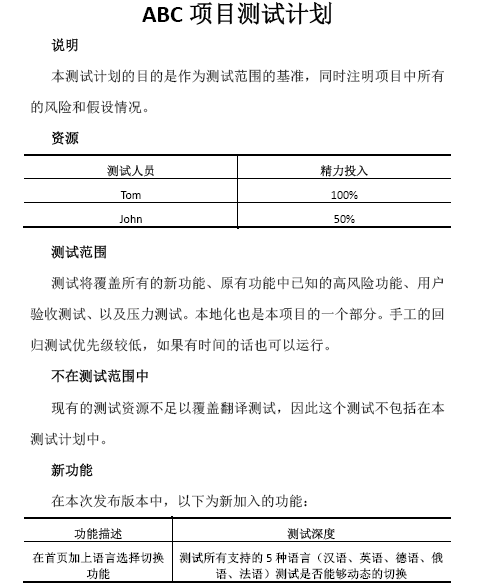 ABC 项目测试计划
说明
本测试计划的目的是作为测试范围的基准，同时注明项目中所有
的风险和假设情况。
资源
测试人员 精力投入
Tom 100%
John 50%
测试范围
测试将覆盖所有的新功能、原有功能中已知的高风险功能、用户
验收测试、以及压力测试。本地化也是本项目的一个部分。手工的回
归测试优先级较低，如果有时间的话也可以运行。
不在测试范围中
现有的测试资源不足以覆盖翻译测试，因此这个测试不包括在本
测试计划中。
新功能
在本次发布版本中，以下为新加入的功能：
功能描述 测试深度
在首页加上语言选择切换 测试所有支持的 5 种语言（汉语、英语、德语、俄
功能 语、法语）测试是否能够动态的切换